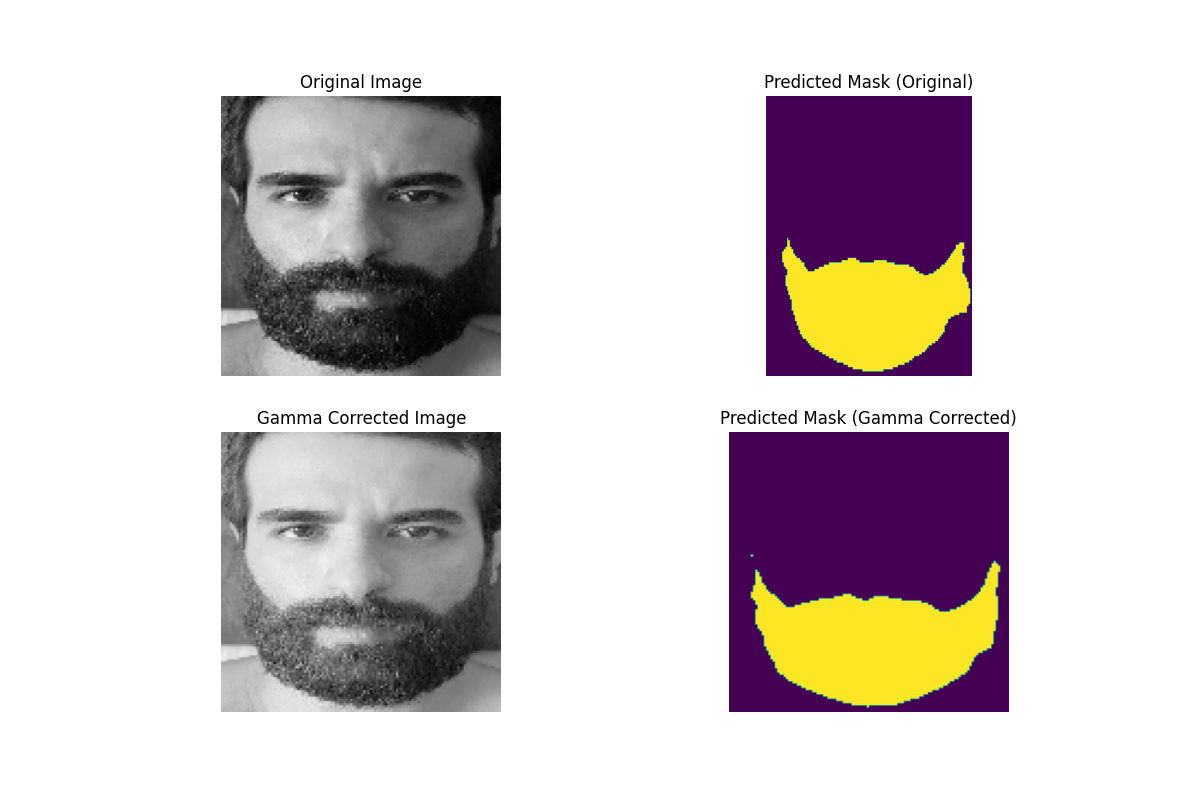 Original Image
Predicted Mask (Original)
Gamma Corrected Image
Predicted Mask (Gamma Corrected)